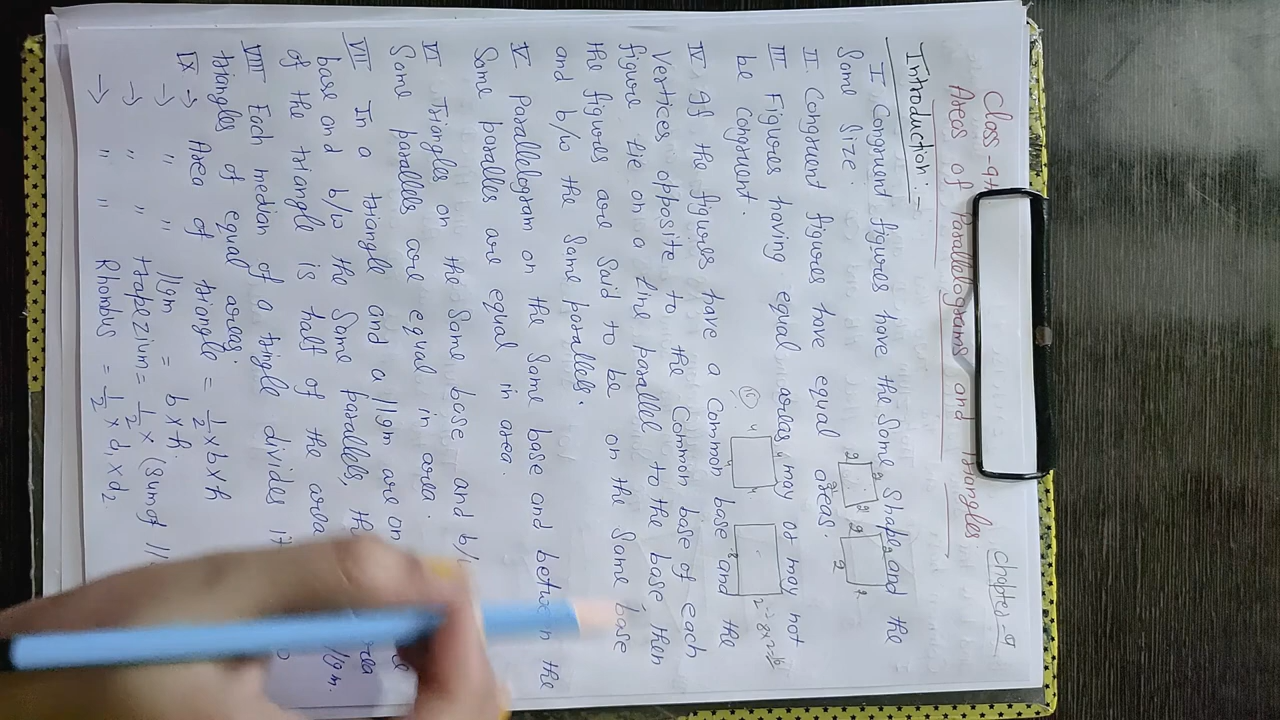 Class-9th
Areas of Parallelograms and triangles.
Chapter-9
Introduction:-
I Congruent figures have the Same Shape and the
Same Size.
II. Congruent figures have equal areas.
III Figures having equal areas may or may not
be Congruent.
IV If the figures have a Common base and the
Vertices opposite to the Common base of each
figure lie on a line parallel to the base, then
the figures are Said to be on the Same base
and b/w the Same parallels.
V Parallelogram on the Same base and between the
Same parallels are equal in area.
VI Triangles on the Same base and b/
Same parallels are equal in area.
VII In a triangle and a ||gm are on
base and b/w the Same parallels, th
of the triangle is half of the area
||gm.
VIII Each median of a tringle divides it
triangles of equal areas.
IX → Area of triangle = 1/2 × b × h
→ " " ||gm = b × h
→ " " trapezium = 1/2 × (Sum of ||
→ " " Rhombus = 1/2 × d1 × d2